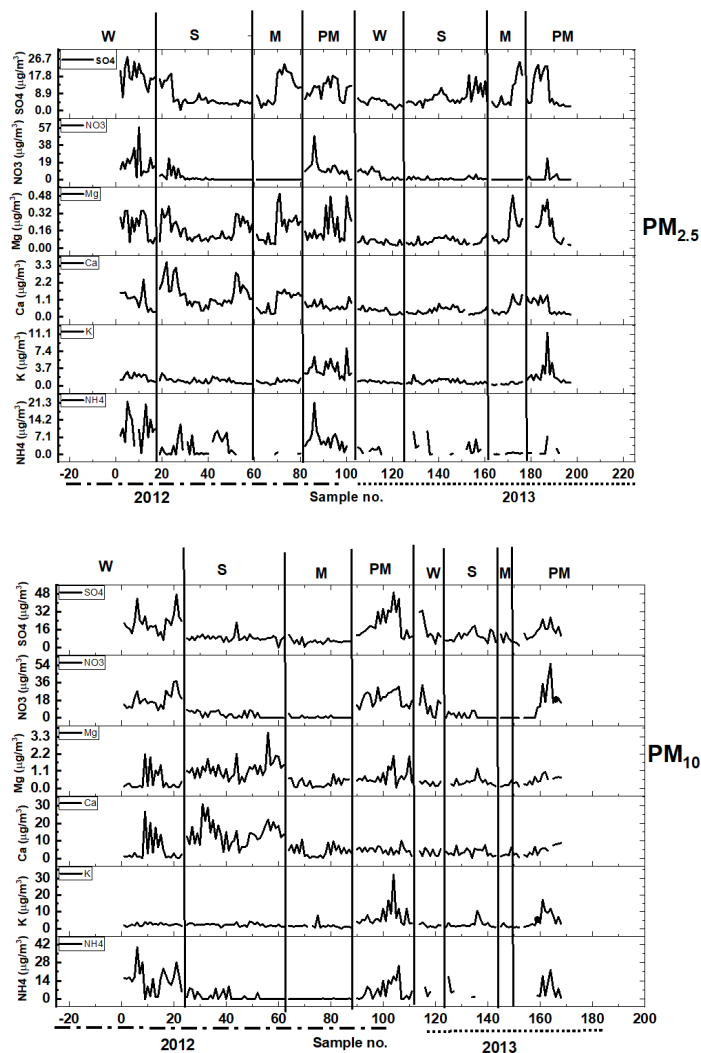 W S M PM W S M PM
26.7
17.8
8.9
0.0
SO4 (µg/m³)
SO4
57
38
19
0
NO3 (µg/m³)
NO3
0.48
0.32
0.16
0.00
Mg (µg/m³)
Mg
PM2.5
3.3
2.2
1.1
0.0
Ca (µg/m³)
Ca
11.1
7.4
3.7
0.0
K (µg/m³)
K
21.3
14.2
7.1
0.0
NH4 (µg/m³)
NH4
-20 0 20 40 60 80 100 120 140 160 180 200 220
2012 Sample no. 2013
W S M PM W S M PM
48
32
16
0
SO4 (µg/m³)
SO4
54
36
18
0
NO3 (µg/m³)
NO3
3.3
2.2
1.1
0.0
Mg (µg/m³)
Mg
PM10
30
20
10
0
Ca (µg/m³)
Ca
30
20
10
0
K (µg/m³)
K
42
28
14
0
NH4 (µg/m³)
NH4
-20 0 20 40 60 80 100 120 140 160 180 200
2012 Sample no. 2013